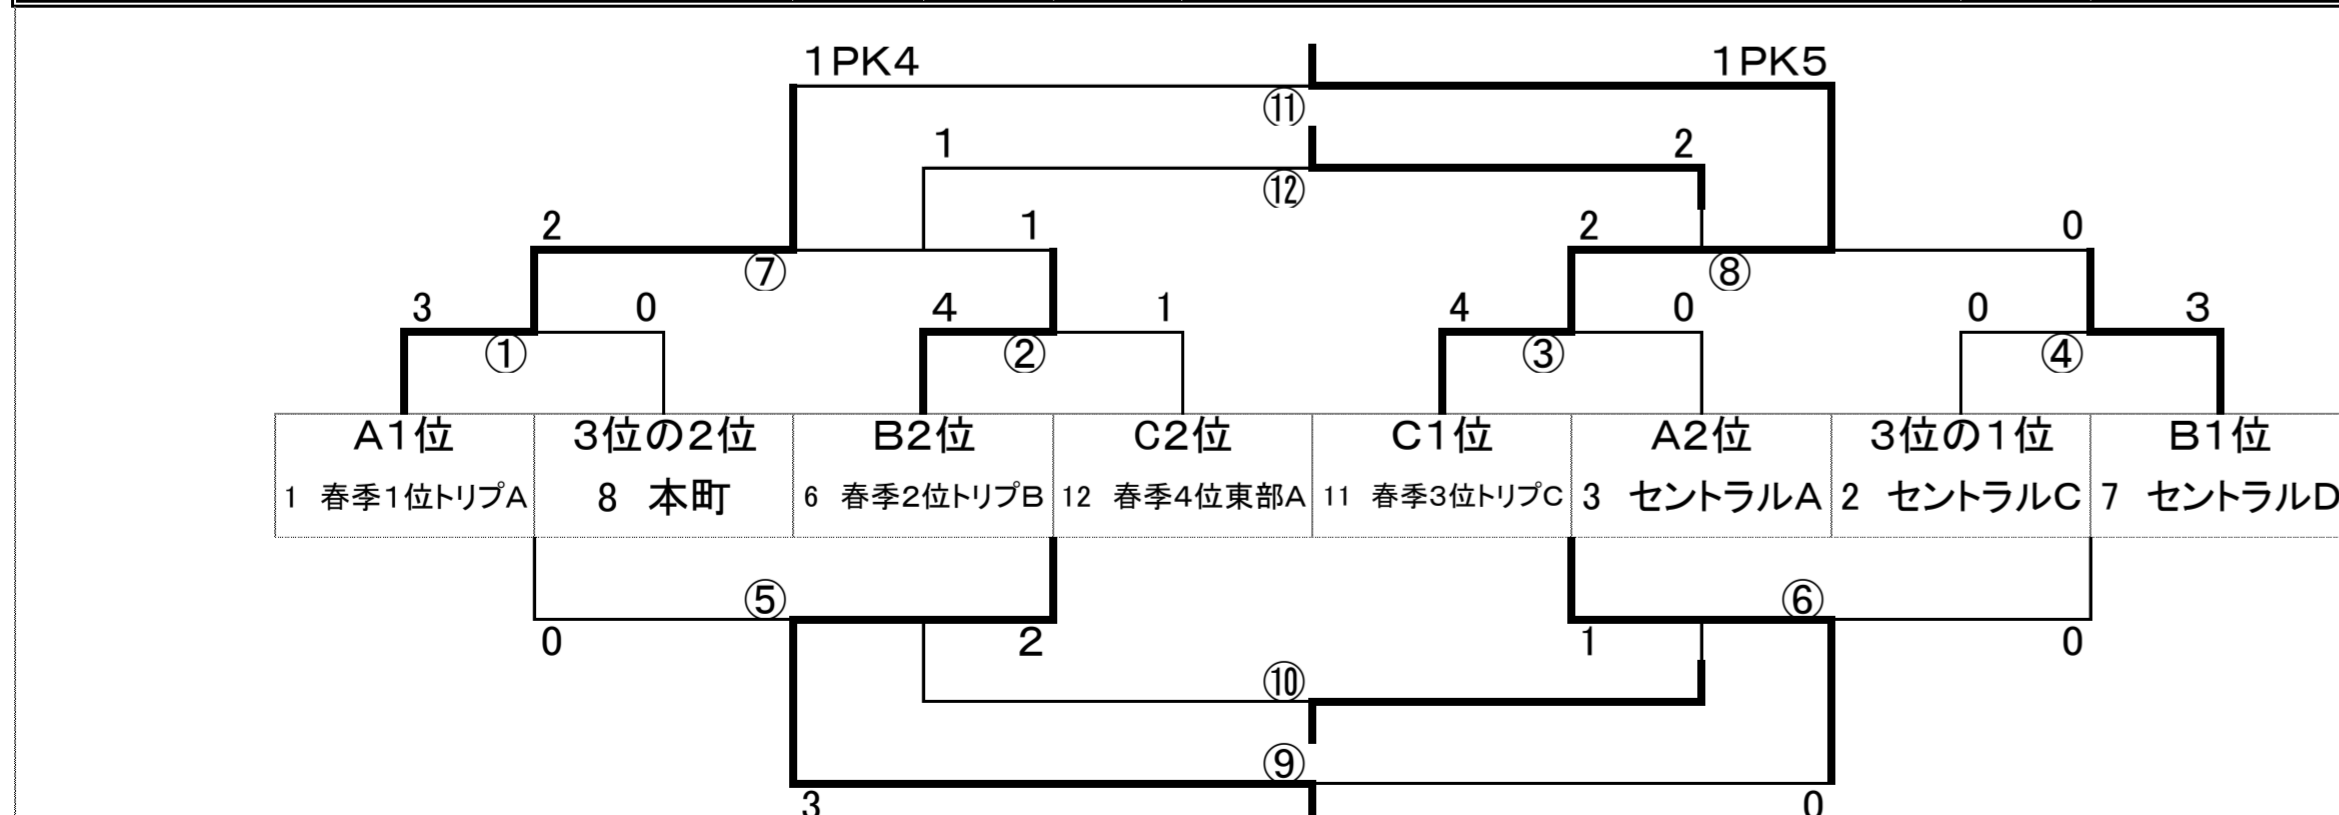 1PK4 1PK5
⑪
1 2
⑫
2 1 2 0
⑦ ⑧
3 0 4 1 4 0 0 3
① ② ③ ④
A1位 3位の2位 B2位 C2位 C1位 A2位 3位の1位 B1位
1 春季1位トリプA 8 本町 6 春季2位トリプB 12 春季4位東部A 11 春季3位トリプC 3 セントラルA 2 セントラルC 7 セントラルD
⑤ ⑥
0 2 1 0
⑩
⑨
3 0